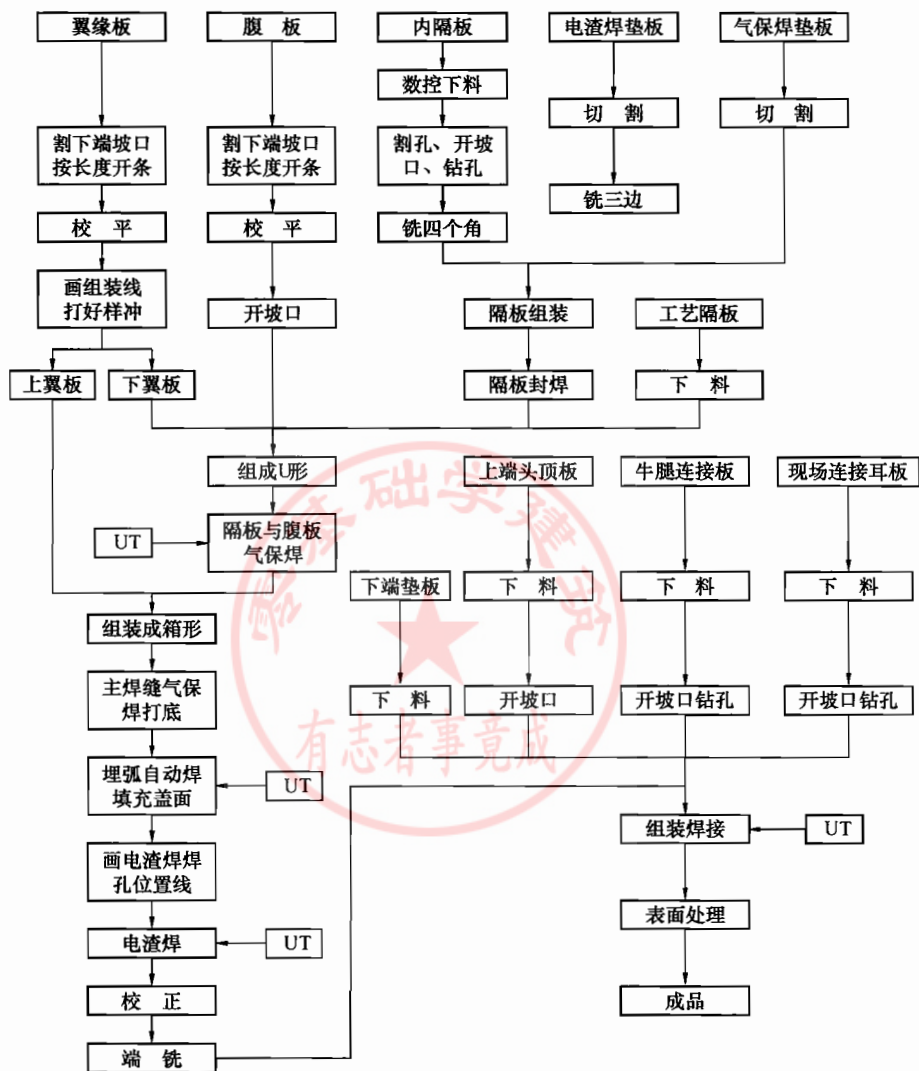 翼缘板
腹 板
内隔板
电渣焊垫板
气保焊垫板
数控下料
切 割
切 割
割下端坡口
按长度开条
割下端坡口
按长度开条
割孔、开坡
口、钻孔
铣三边
校 平
校 平
铣四个角
画组装线
打好样冲
开坡口
隔板组装
工艺隔板
上翼板
下翼板
隔板封焊
下 料
组成U形
上端头顶板
牛腿连接板
现场连接耳板
UT
隔板与腹板
气保焊
下端垫板
下 料
下 料
下 料
组装成箱形
主焊缝气保
焊打底
下 料
开坡口
开坡口钻孔
开坡口钻孔
埋弧自动焊
填充盖面
UT
组装焊接
UT
画电渣焊焊
孔位置线
表面处理
电渣焊
UT
校 正
成品
端 铣
零基础学建筑
有志者事竟成